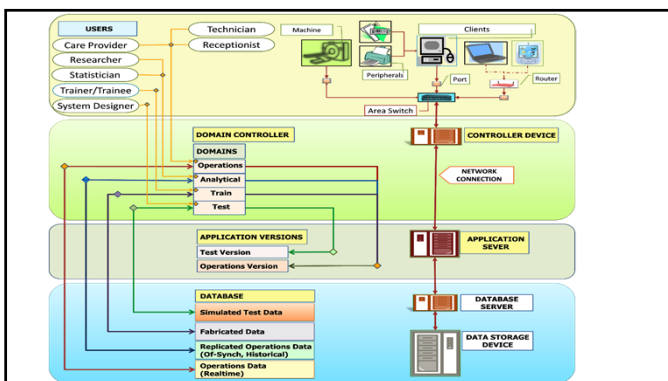 USERS
Technician
Machine
Clients
Care Provider
Receptionist
Researcher
Statistician
Peripherals
Port
Router
Trainer/Trainee
System Designer
Area Switch
DOMAIN CONTROLLER
CONTROLLER DEVICE
DOMAINS
Operations
Analytical
Train
Test
NETWORK
CONNECTION
APPLICATION VERSIONS
Test Version
Operations Version
APPLICATION
SEVER
DATABASE
Simulated Test Data
Fabricated Data
Replicated Operations Data
(Of-Synch, Historical)
Operations Data
(Realtime)
DATABASE
SERVER
DATA STORAGE
DEVICE